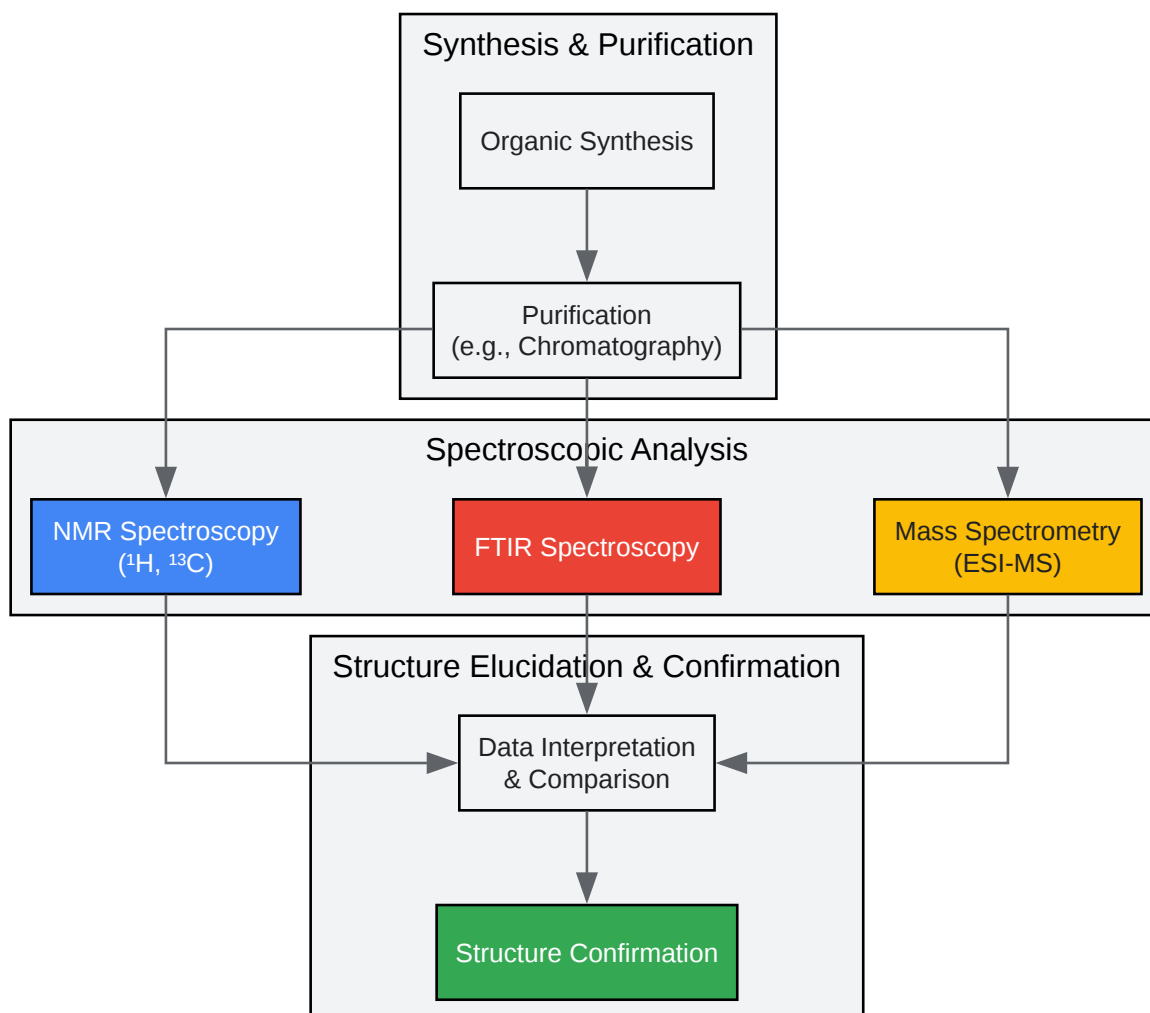 Synthesis & Purification
Organic Synthesis
Purification
(e.g., Chromatography)
Spectroscopic Analysis
NMR Spectroscopy
(¹H, ¹³C)
FTIR Spectroscopy
Mass Spectrometry
(ESI-MS)
Structure Elucidation & Confirmation
Data Interpretation
& Comparison
Structure Confirmation